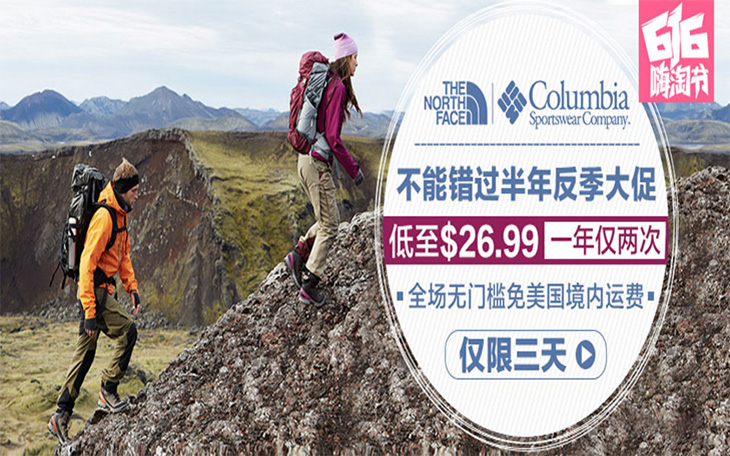 616
嗨淘节
THE
NORTH
FACE
Columbia
Sportswear Company.
不能错过半年反季大促
低至$26.99 一年仅两次
全场无门槛免美国境内运费
仅限三天